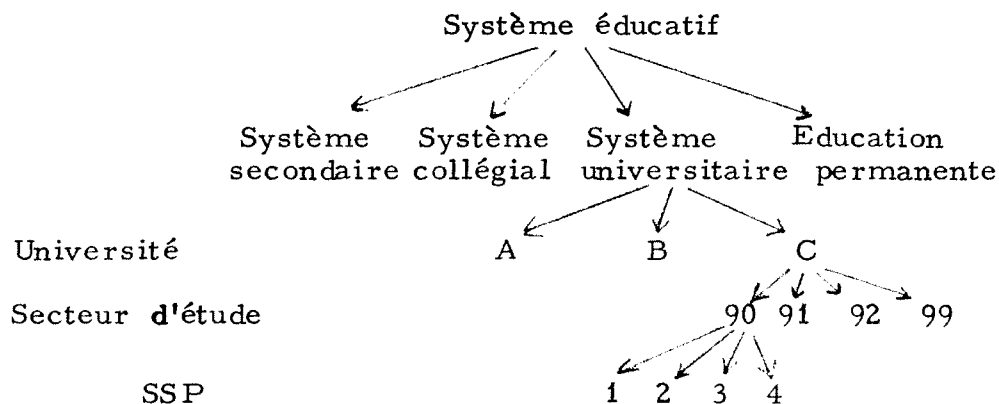 Système éducatif
Système Système Système Education
secondaire collégial universitaire permanente
Université A B C
Secteur d'étude 90 91 92 99
SSP 1 2 3 4